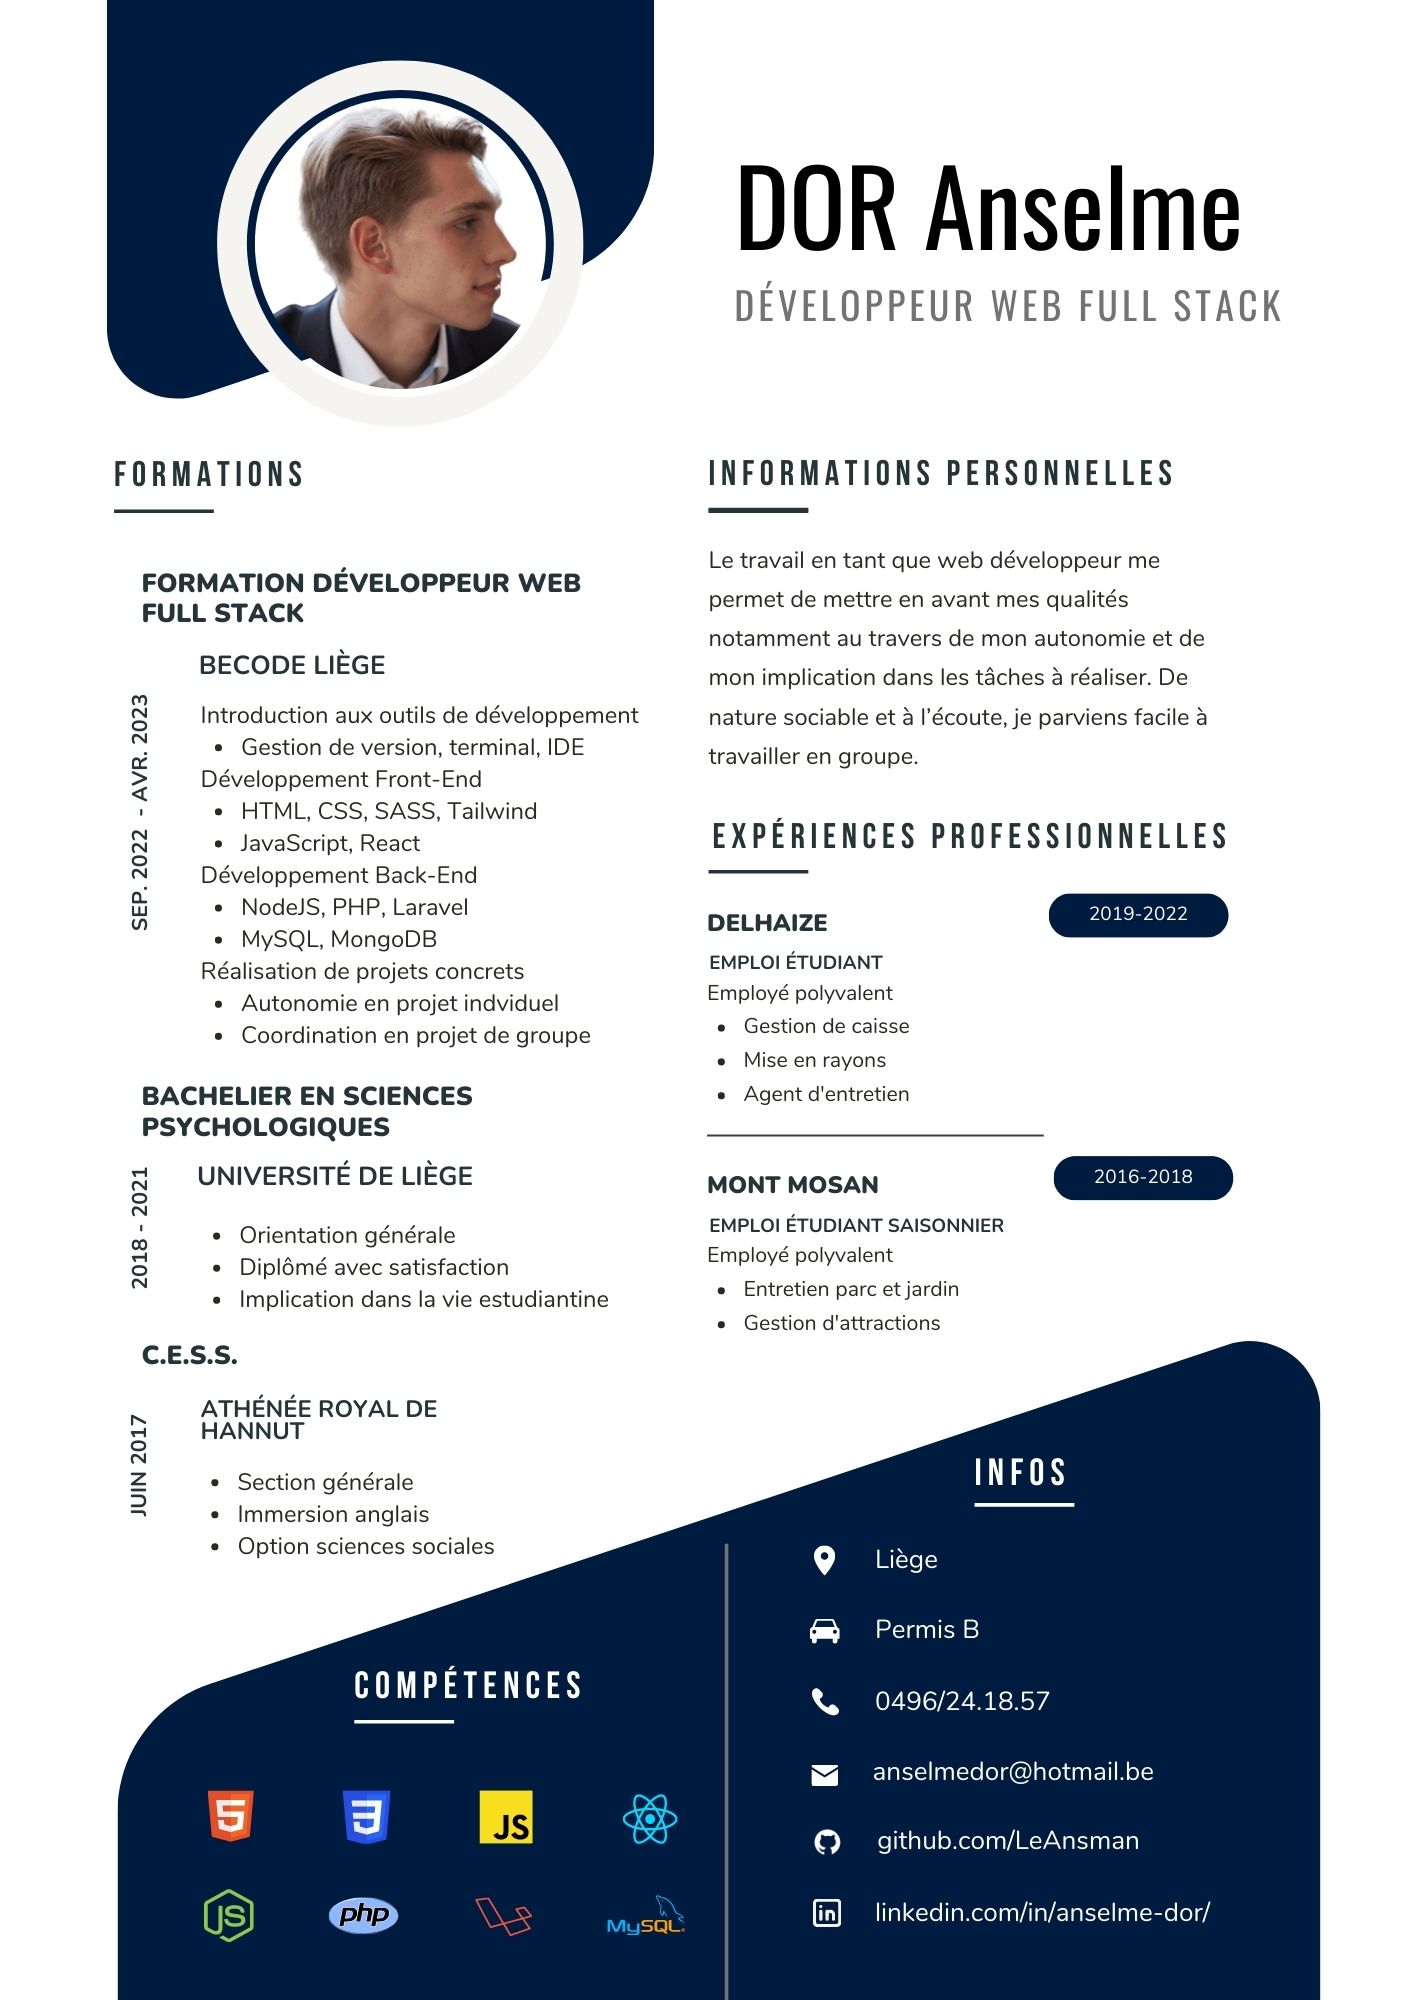 DOR Anselme
DÉVELOPPEUR WEB FULL STACK
FORMATIONS
FORMATION DÉVELOPPEUR WEB
FULL STACK
BECODE LIÈGE
SEP. 2022 - AVR. 2023
Introduction aux outils de développement
• Gestion de version, terminal, IDE
Développement Front-End
• HTML, CSS, SASS, Tailwind
• JavaScript, React
Développement Back-End
• NodeJS, PHP, Laravel
• MySQL, MongoDB
Réalisation de projets concrets
• Autonomie en projet indviduel
• Coordination en projet de groupe
BACHELIER EN SCIENCES
PSYCHOLOGIQUES
UNIVERSITÉ DE LIÈGE
2018 - 2021
• Orientation générale
• Diplômé avec satisfaction
• Implication dans la vie estudiantine
C.E.S.S.
ATHÉNÉE ROYAL DE
HANNUT
JUIN 2017
• Section générale
• Immersion anglais
• Option sciences sociales
INFORMATIONS PERSONNELLES
Le travail en tant que web développeur me
permet de mettre en avant mes qualités
notamment au travers de mon autonomie et de
mon implication dans les tâches à réaliser. De
nature sociable et à l’écoute, je parviens facile à
travailler en groupe.
EXPÉRIENCES PROFESSIONNELLES
DELHAIZE
2019-2022
EMPLOI ÉTUDIANT
Employé polyvalent
• Gestion de caisse
• Mise en rayons
• Agent d'entretien
MONT MOSAN
2016-2018
EMPLOI ÉTUDIANT SAISONNIER
Employé polyvalent
• Entretien parc et jardin
• Gestion d'attractions
COMPÉTENCES
5
3
JS
JS
php
MySQL
INFOS
Liège
Permis B
0496/24.18.57
anselmedor@hotmail.be
github.com/LeAnsman
in
linkedin.com/in/anselme-dor/